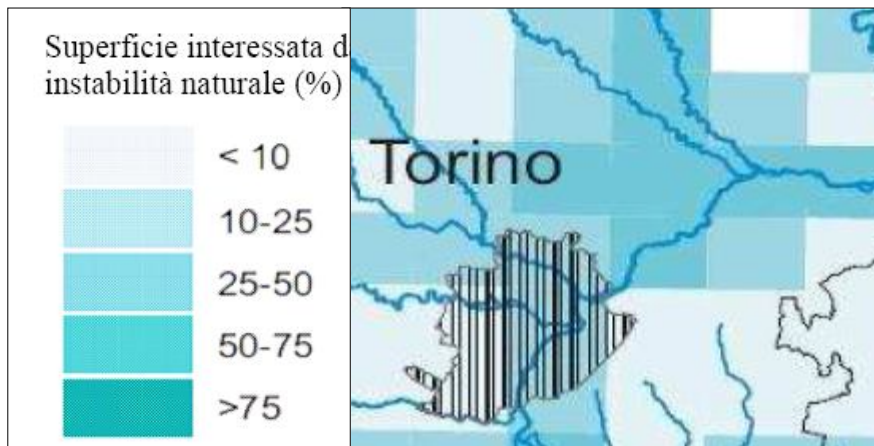 Superficie interessata d
instabilità naturale (%)
< 10
10-25
25-50
50-75
>75
Torino